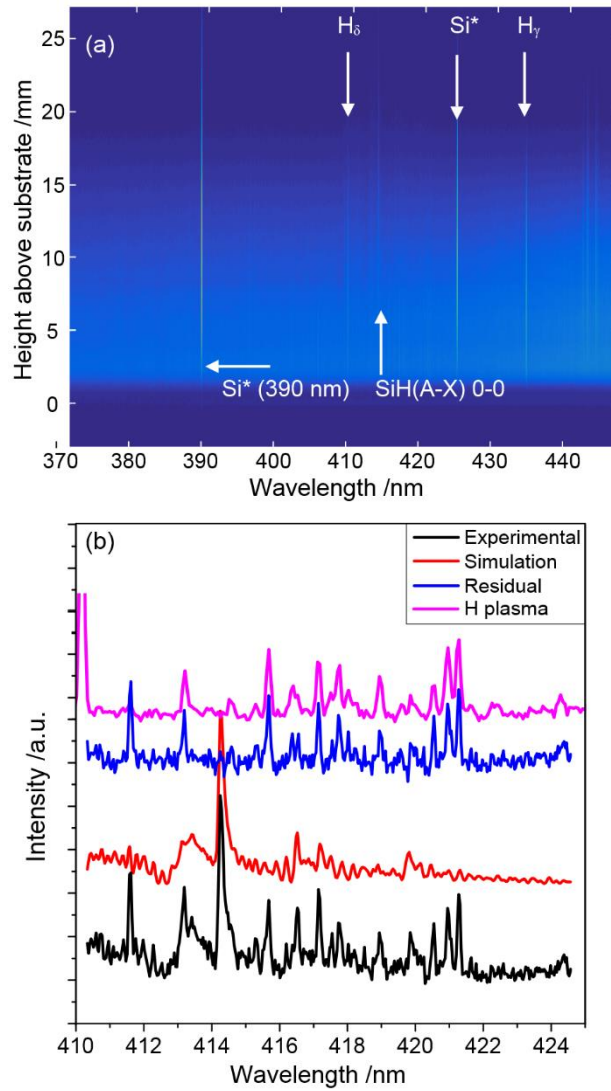 (a)
H
δ
Si*
H
γ
Height above substrate /mm
25
20
15
10
5
0
Si* (390 nm)
SiH(A-X) 0-0
370 380 390 400 410 420 430 440
Wavelength /nm
(b)
Experimental
Simulation
Residual
H plasma
Intensity /a.u.
410 412 414 416 418 420 422 424
Wavelength /nm